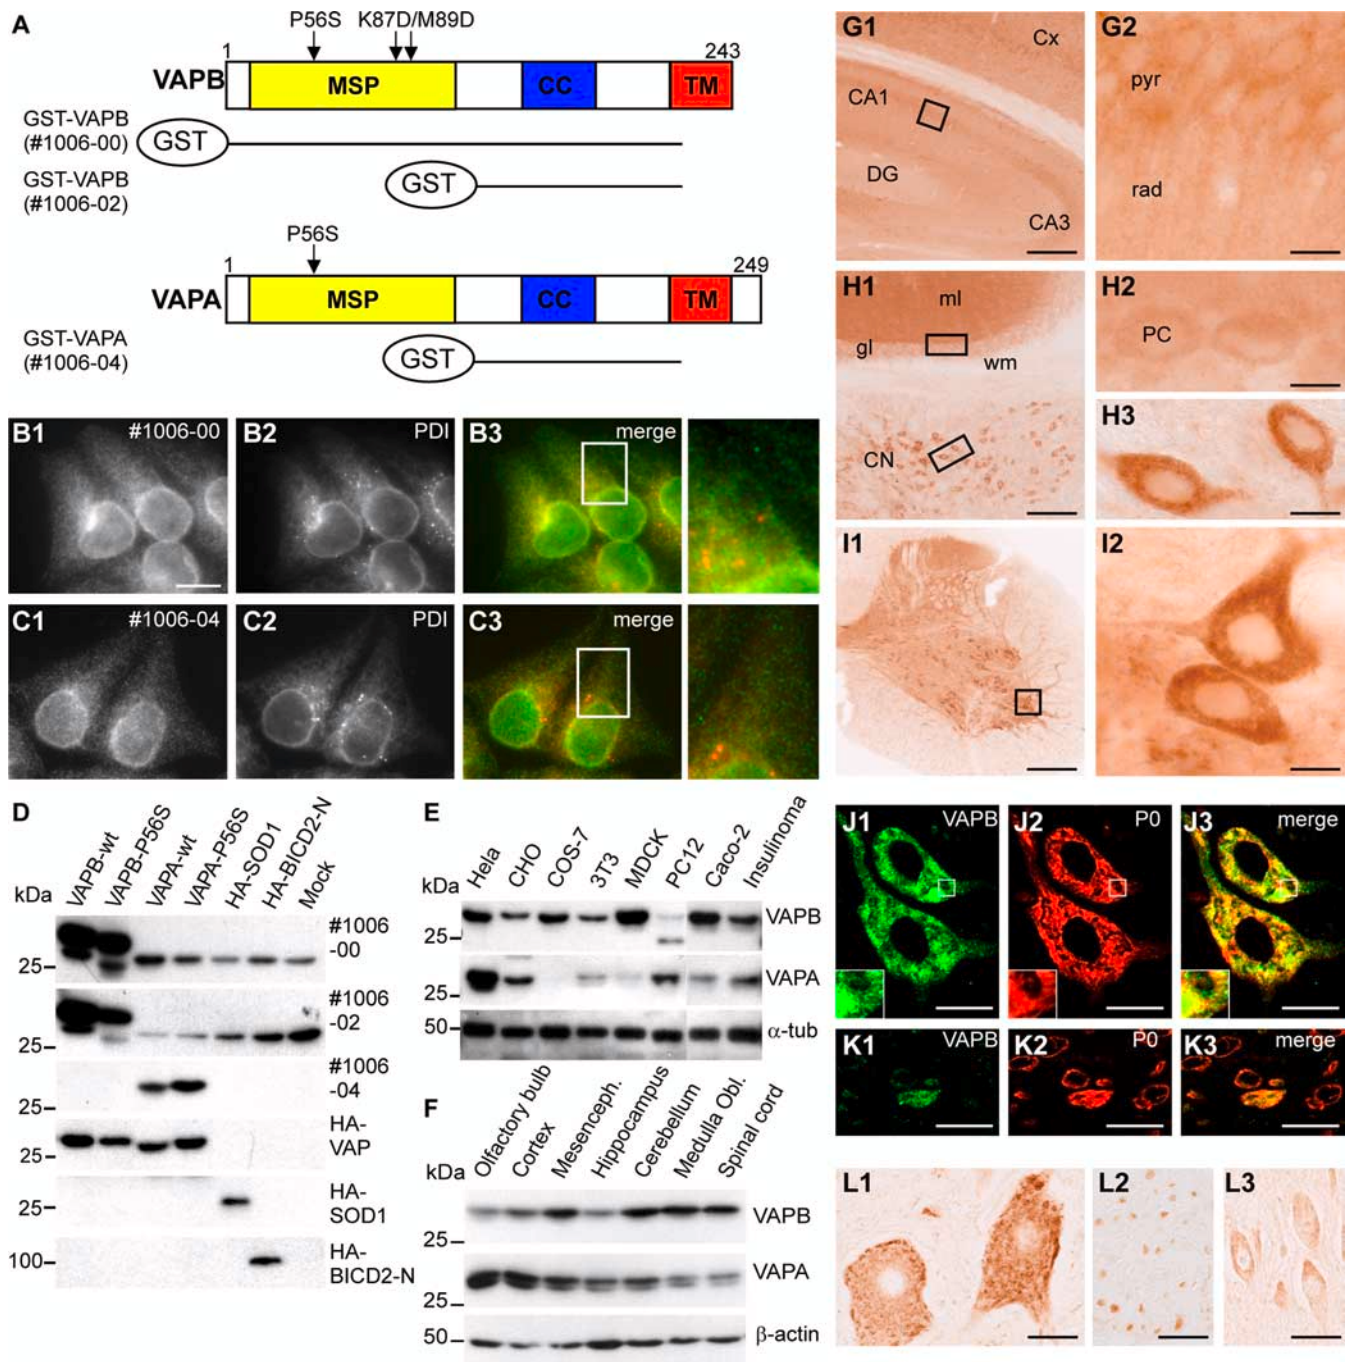 A
P56S K87D/M89D
1 243
VAPB MSP CC TM
GST-VAPB
(#1006-00)
GST
GST-VAPB
(#1006-02)
GST
P56S
1 249
VAPA MSP CC TM
GST-VAPA
(#1006-04)
GST
B1 #1006-00
B2 PDI
B3 merge
C1 #1006-04
C2 PDI
C3 merge
D
VAPB-wt
VAPB-P56S
VAPA-wt
VAPA-P56S
HA-SOD1
HA-BICD2-N
Mock
kDa
25
#1006
-00
25
#1006
-02
25
#1006
-04
25
HA-
VAP
25
HA-
SOD1
100
HA-
BICD2-N
E
Hela
CHO
COS-7
3T3
MDCK
PC12
Caco-2
Insulinoma
kDa
25
VAPB
25
VAPA
50
α-tub
F
Olfactory bulb
Cortex
Mesenceph.
Hippocampus
Cerebellum
Medulla Obl.
Spinal cord
kDa
25
VAPB
25
VAPA
50
β-actin
G1
Cx
CA1
DG
CA3
G2
pyr
rad
H1
ml
gl
wm
CN
H2
PC
H3
I1
I2
J1 VAPB
J2 P0
J3 merge
K1 VAPB
K2 P0
K3 merge
L1
L2
L3